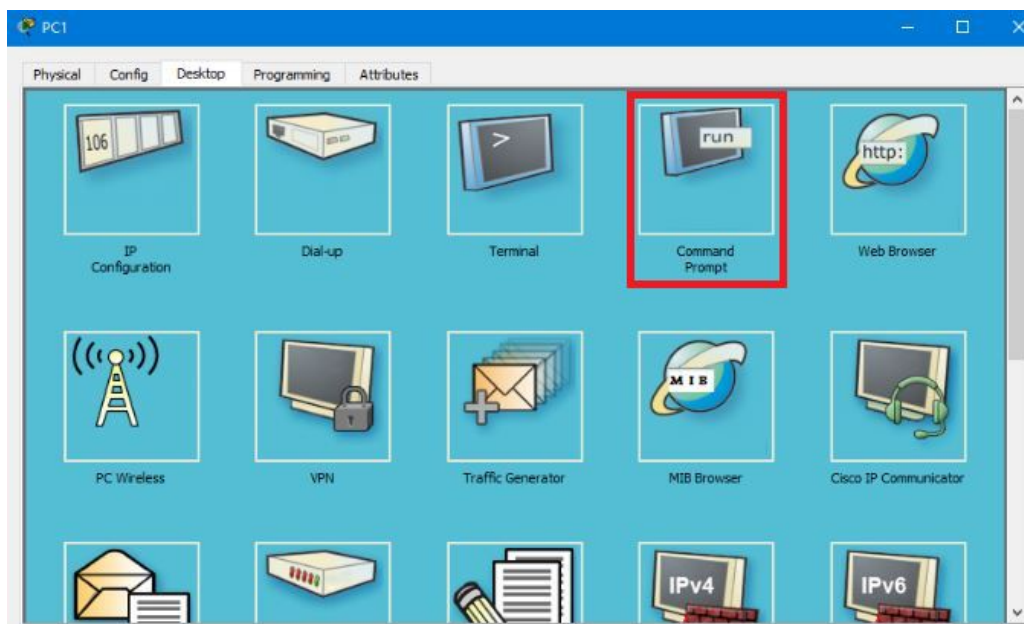 PC1
Physical Config Desktop Programming Attributes
106
>
run
http:
IP
Configuration
Dial-up
Terminal
Command
Prompt
Web Browser
MIB
PC Wireless
VPN
Traffic Generator
MIB Browser
Cisco IP Communicator
IPv4
IPv6